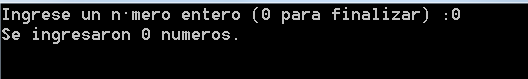 Ingrese un n·mero entero (0 para finalizar) :0
Se ingresaron 0 numeros.